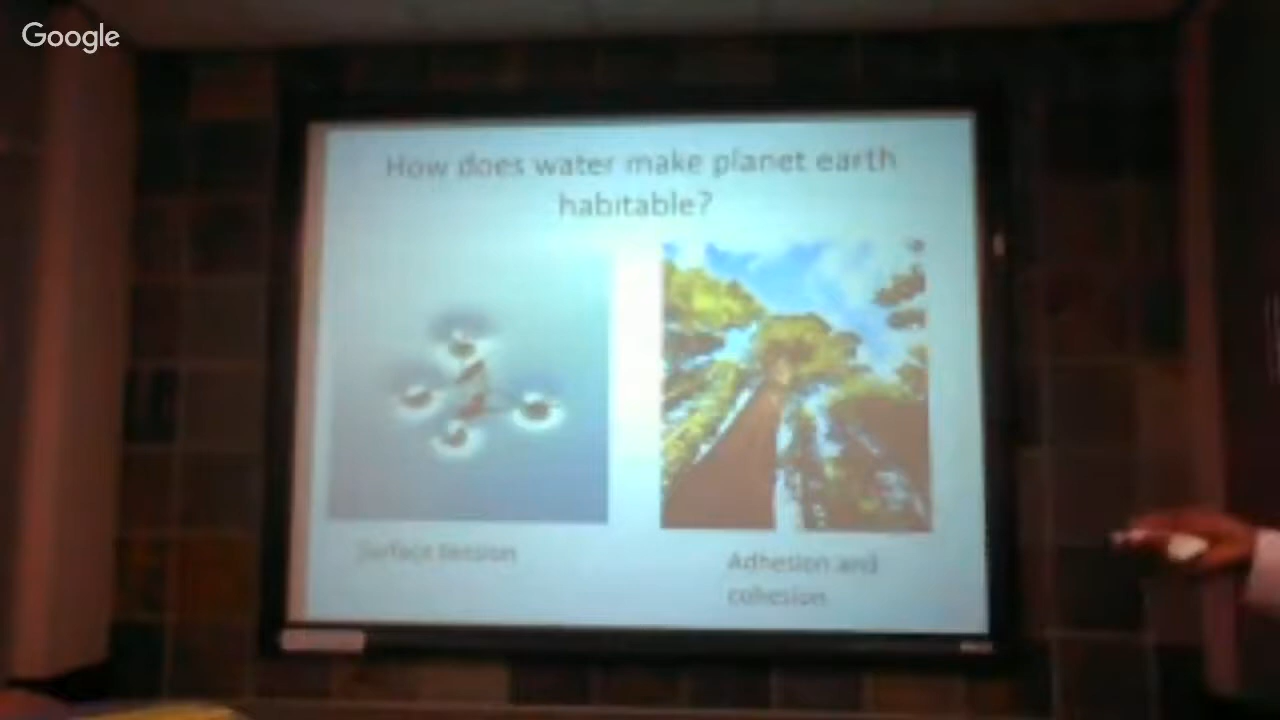 Google
How does water make planet earth
habitable?
Surface tension
Adhesion and
cohesion